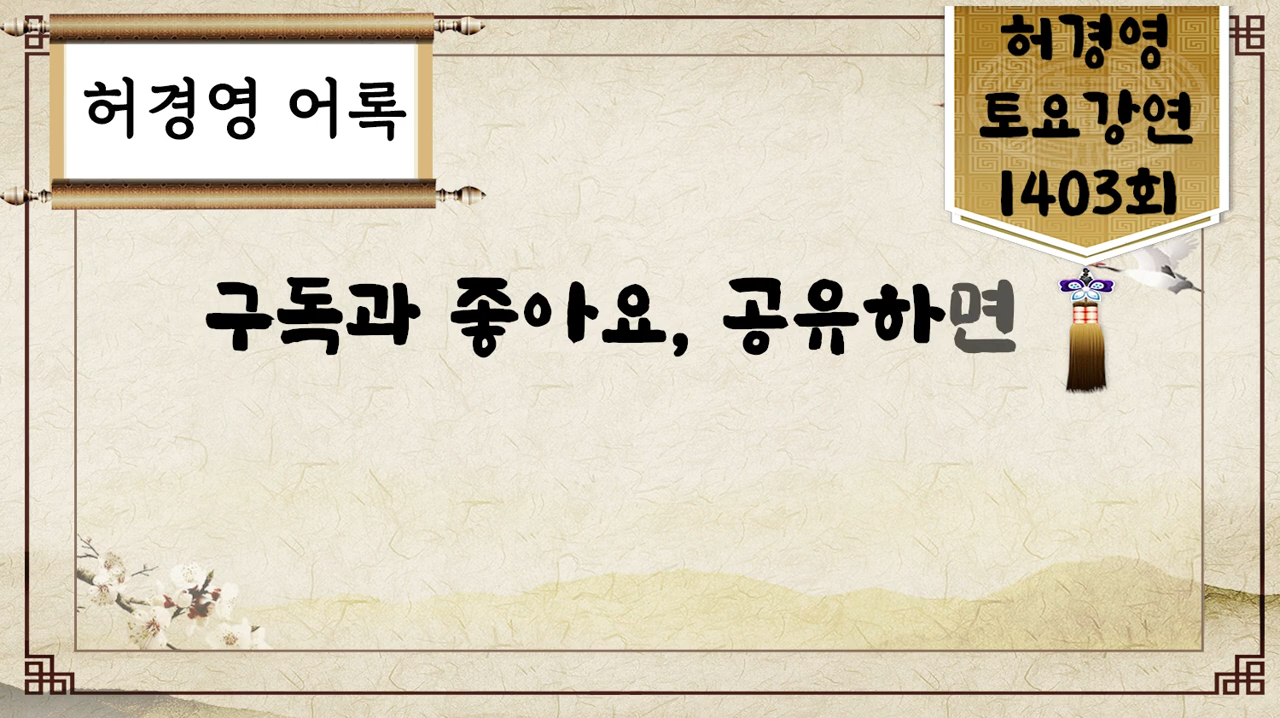 허경영 어록
허경영
토요강연
1403회
구독과 좋아요, 공유하면